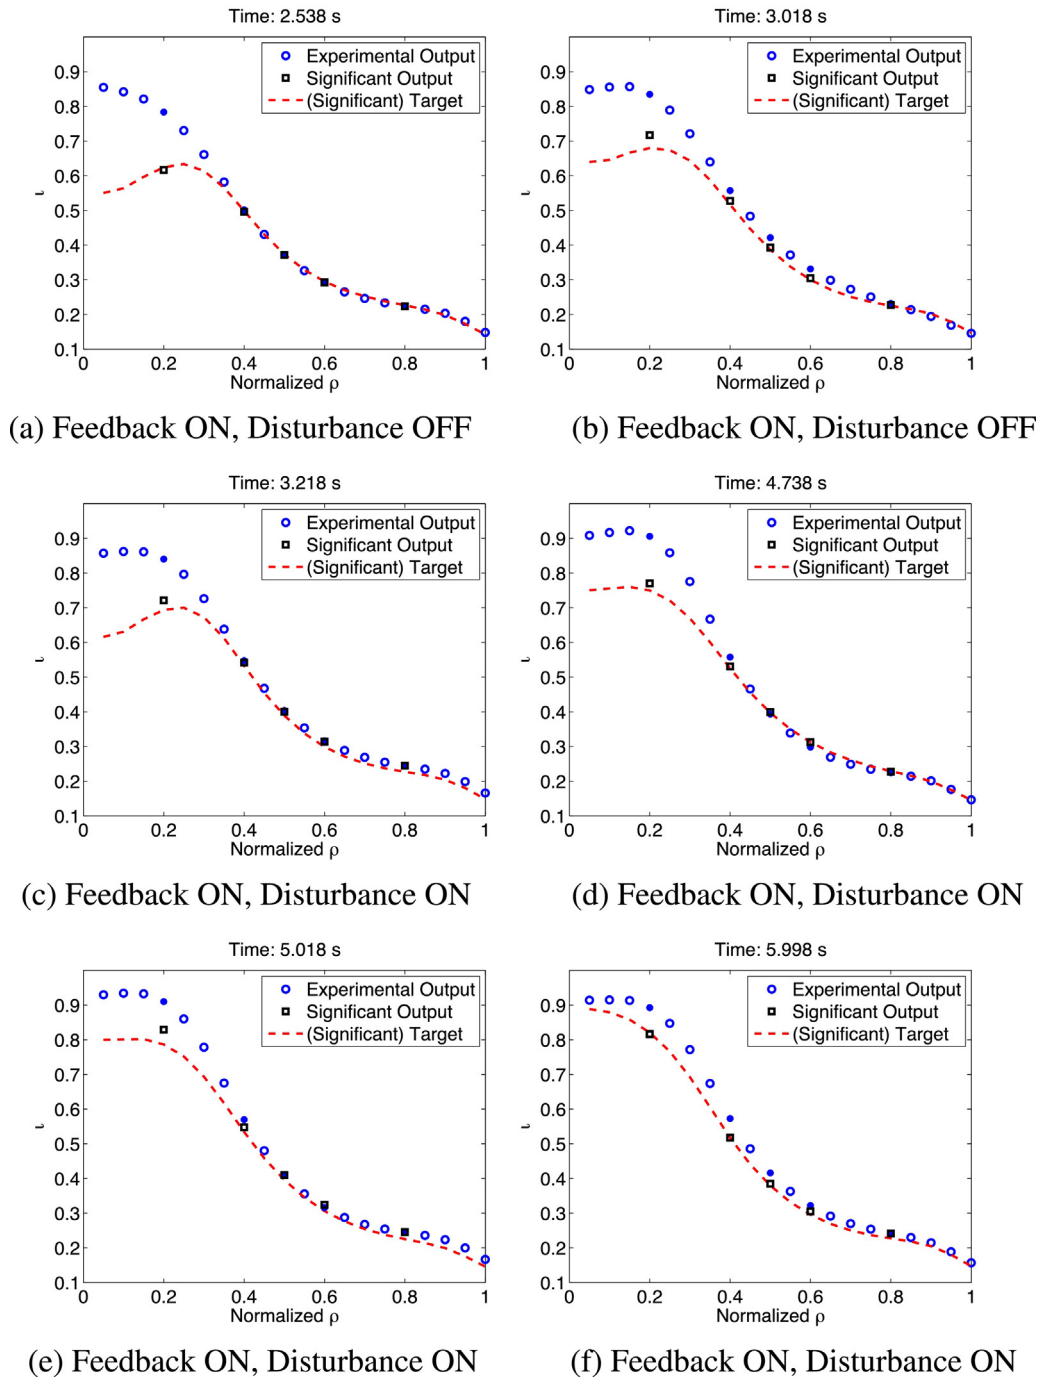 Time: 2.538 s
Experimental Output
Significant Output
(Significant) Target
0.9
0.8
0.7
0.6
0.5
0.4
0.3
0.2
0.1
ι
0 0.2 0.4 0.6 0.8 1
Normalized ρ
(a) Feedback ON, Disturbance OFF
Time: 3.018 s
Experimental Output
Significant Output
(Significant) Target
0.9
0.8
0.7
0.6
0.5
0.4
0.3
0.2
0.1
ι
0 0.2 0.4 0.6 0.8 1
Normalized ρ
(b) Feedback ON, Disturbance OFF
Time: 3.218 s
Experimental Output
Significant Output
(Significant) Target
0.9
0.8
0.7
0.6
0.5
0.4
0.3
0.2
0.1
ι
0 0.2 0.4 0.6 0.8 1
Normalized ρ
(c) Feedback ON, Disturbance ON
Time: 4.738 s
Experimental Output
Significant Output
(Significant) Target
0.9
0.8
0.7
0.6
0.5
0.4
0.3
0.2
0.1
ι
0 0.2 0.4 0.6 0.8 1
Normalized ρ
(d) Feedback ON, Disturbance ON
Time: 5.018 s
Experimental Output
Significant Output
(Significant) Target
0.9
0.8
0.7
0.6
0.5
0.4
0.3
0.2
0.1
ι
0 0.2 0.4 0.6 0.8 1
Normalized ρ
(e) Feedback ON, Disturbance ON
Time: 5.998 s
Experimental Output
Significant Output
(Significant) Target
0.9
0.8
0.7
0.6
0.5
0.4
0.3
0.2
0.1
ι
0 0.2 0.4 0.6 0.8 1
Normalized ρ
(f) Feedback ON, Disturbance ON